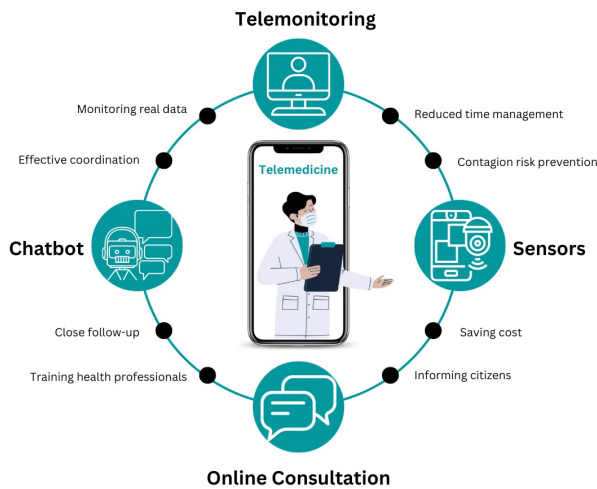 Telemonitoring
Monitoring real data
Reduced time management
Effective coordination
Contagion risk prevention
Telemedicine
Chatbot
Sensors
Close follow-up
Saving cost
Training health professionals
Informing citizens
Online Consultation